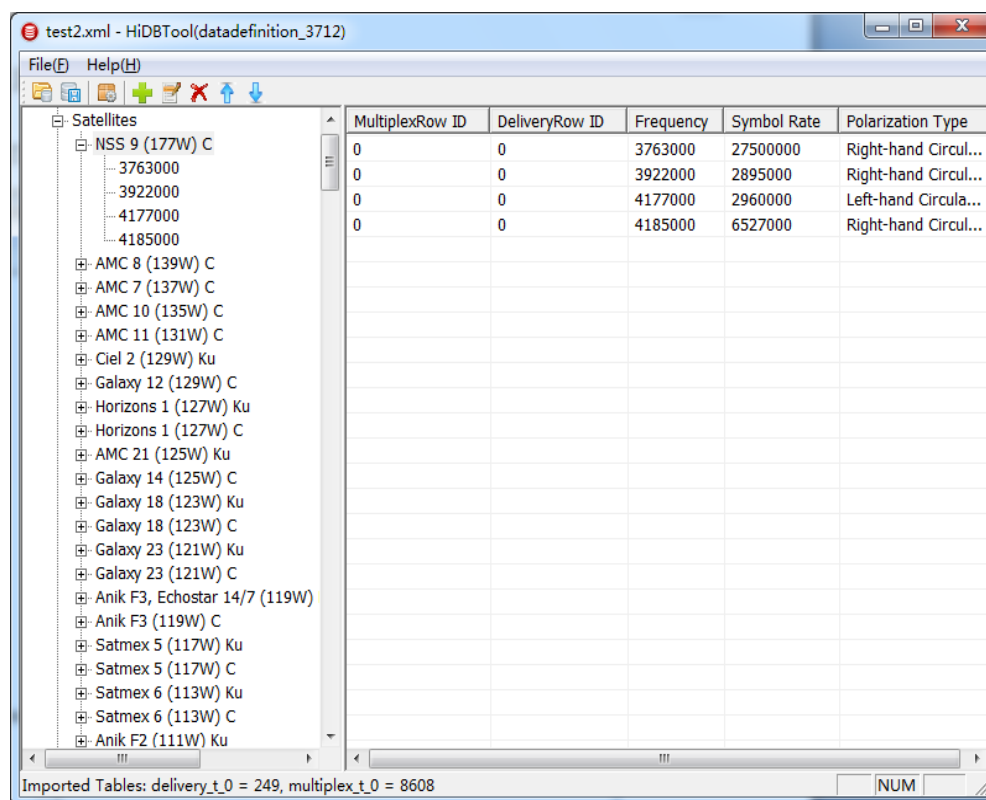 test2.xml - HiDBTool(datadefinition_3712)
File(F) Help(H)
Satellites
NSS 9 (177W) C
3763000
3922000
4177000
4185000
AMC 8 (139W) C
AMC 7 (137W) C
AMC 10 (135W) C
AMC 11 (131W) C
Ciel 2 (129W) Ku
Galaxy 12 (129W) C
Horizons 1 (127W) Ku
Horizons 1 (127W) C
AMC 21 (125W) Ku
Galaxy 14 (125W) C
Galaxy 18 (123W) Ku
Galaxy 18 (123W) C
Galaxy 23 (121W) Ku
Galaxy 23 (121W) C
Anik F3, Echostar 14/7 (119W)
Anik F3 (119W) C
Satmex 5 (117W) Ku
Satmex 5 (117W) C
Satmex 6 (113W) Ku
Satmex 6 (113W) C
Anik F2 (111W) Ku
MultiplexRow ID DeliveryRow ID Frequency Symbol Rate Polarization Type
0 0 3763000 27500000 Right-hand Circul...
0 0 3922000 2895000 Right-hand Circul...
0 0 4177000 2960000 Left-hand Circula...
0 0 4185000 6527000 Right-hand Circul...
Imported Tables: delivery_t_0 = 249, multiplex_t_0 = 8608 NUM